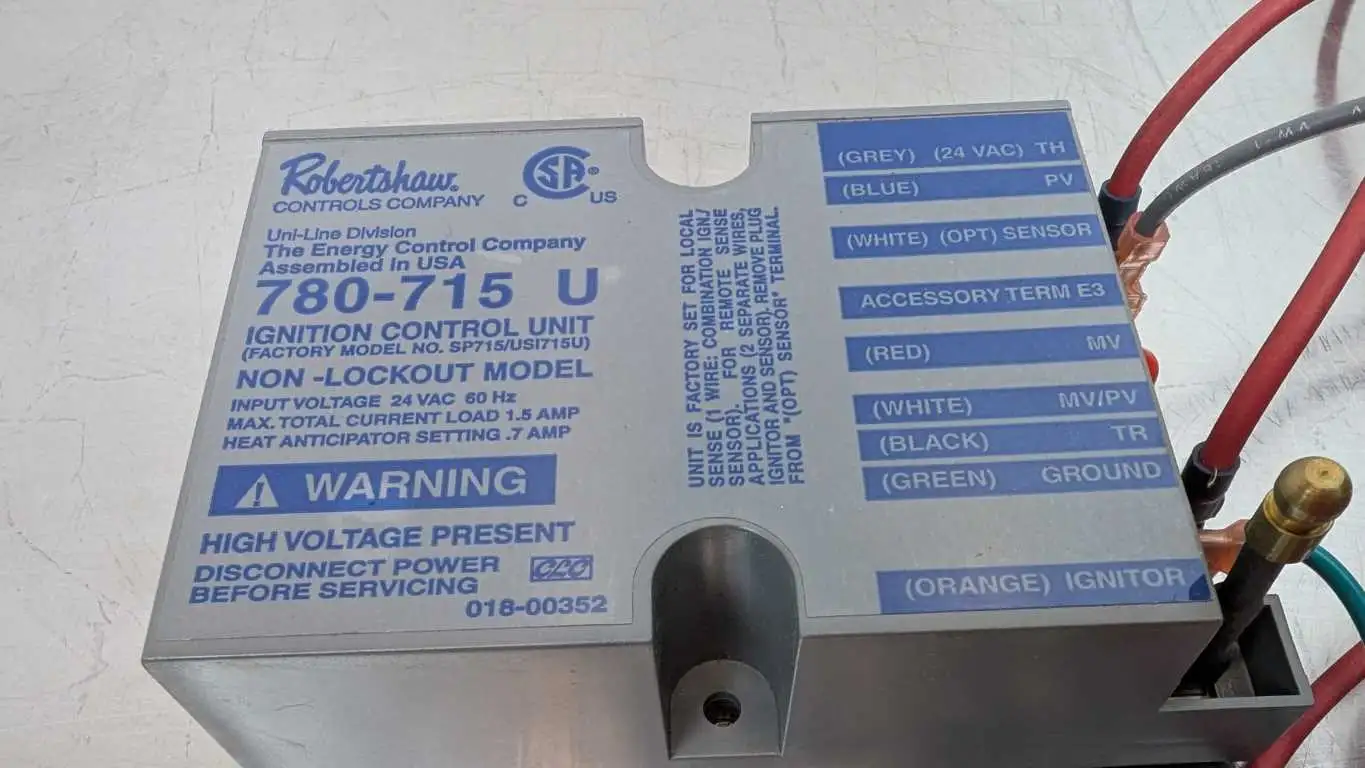 Robertshaw.
CONTROLS COMPANY
C SA ® US
Uni-Line Division
The Energy Control Company
Assembled in USA
780-715 U
IGNITION CONTROL UNIT
(FACTORY MODEL NO. SP715/USI715U)
NON -LOCKOUT MODEL
INPUT VOLTAGE 24 VAC 60 Hz
MAX. TOTAL CURRENT LOAD 1.5 AMP
HEAT ANTICIPATOR SETTING .7 AMP
WARNING
HIGH VOLTAGE PRESENT
DISCONNECT POWER
BEFORE SERVICING
018-00352
UNIT IS FACTORY SET FOR LOCAL
SENSE (1 WIRE: COMBINATION IGN/
SENSOR). FOR REMOTE SENSE
APPLICATIONS (2 SEPARATE WIRES,
IGNITOR AND SENSOR). REMOVE PLUG
FROM "(OPT) SENSOR" TERMINAL.
(GREY) (24 VAC) TH
(BLUE) PV
(WHITE) (OPT) SENSOR
ACCESSORY TERM E3
(RED) MV
(WHITE) MV/PV
(BLACK) TR
(GREEN) GROUND
(ORANGE) IGNITOR